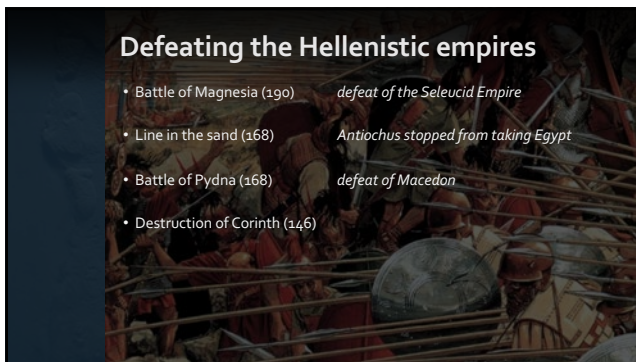 Defeating the Hellenistic empires
• Battle of Magnesia (190) defeat of the Seleucid Empire
• Line in the sand (168) Antiochus stopped from taking Egypt
• Battle of Pydna (168) defeat of Macedon
• Destruction of Corinth (146)